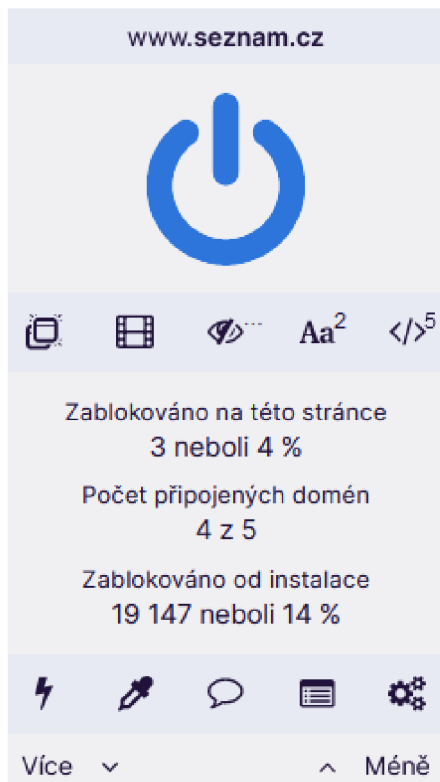 www.seznam.cz
Aa2 </>5
Zablokováno na této stránce
3 neboli 4 %
Počet připojených domén
4 z 5
Zablokováno od instalace
19 147 neboli 14 %
Více Méně